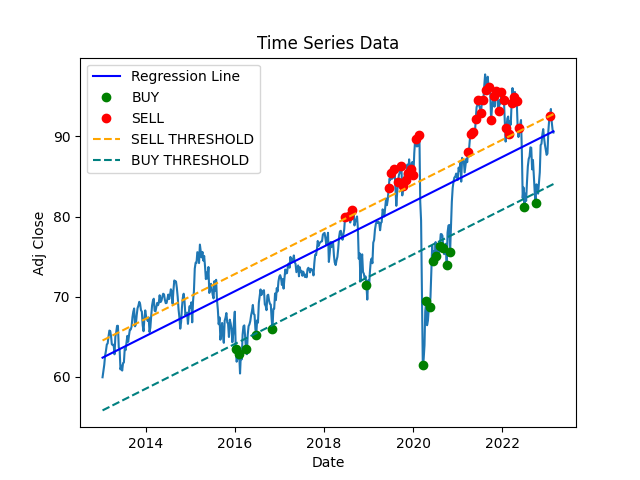 Time Series Data
Regression Line
BUY
SELL
SELL THRESHOLD
BUY THRESHOLD
90
80
70
60
Adj Close
2014 2016 2018 2020 2022
Date